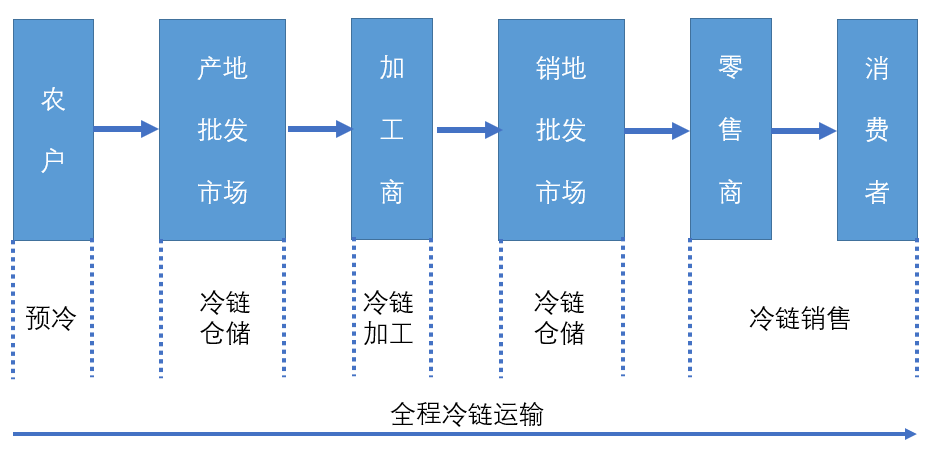 农
户
产地
批发
市场
加
工
商
销地
批发
市场
零
售
商
消
费
者
预冷
冷链
仓储
冷链
加工
冷链
仓储
冷链销售
全程冷链运输